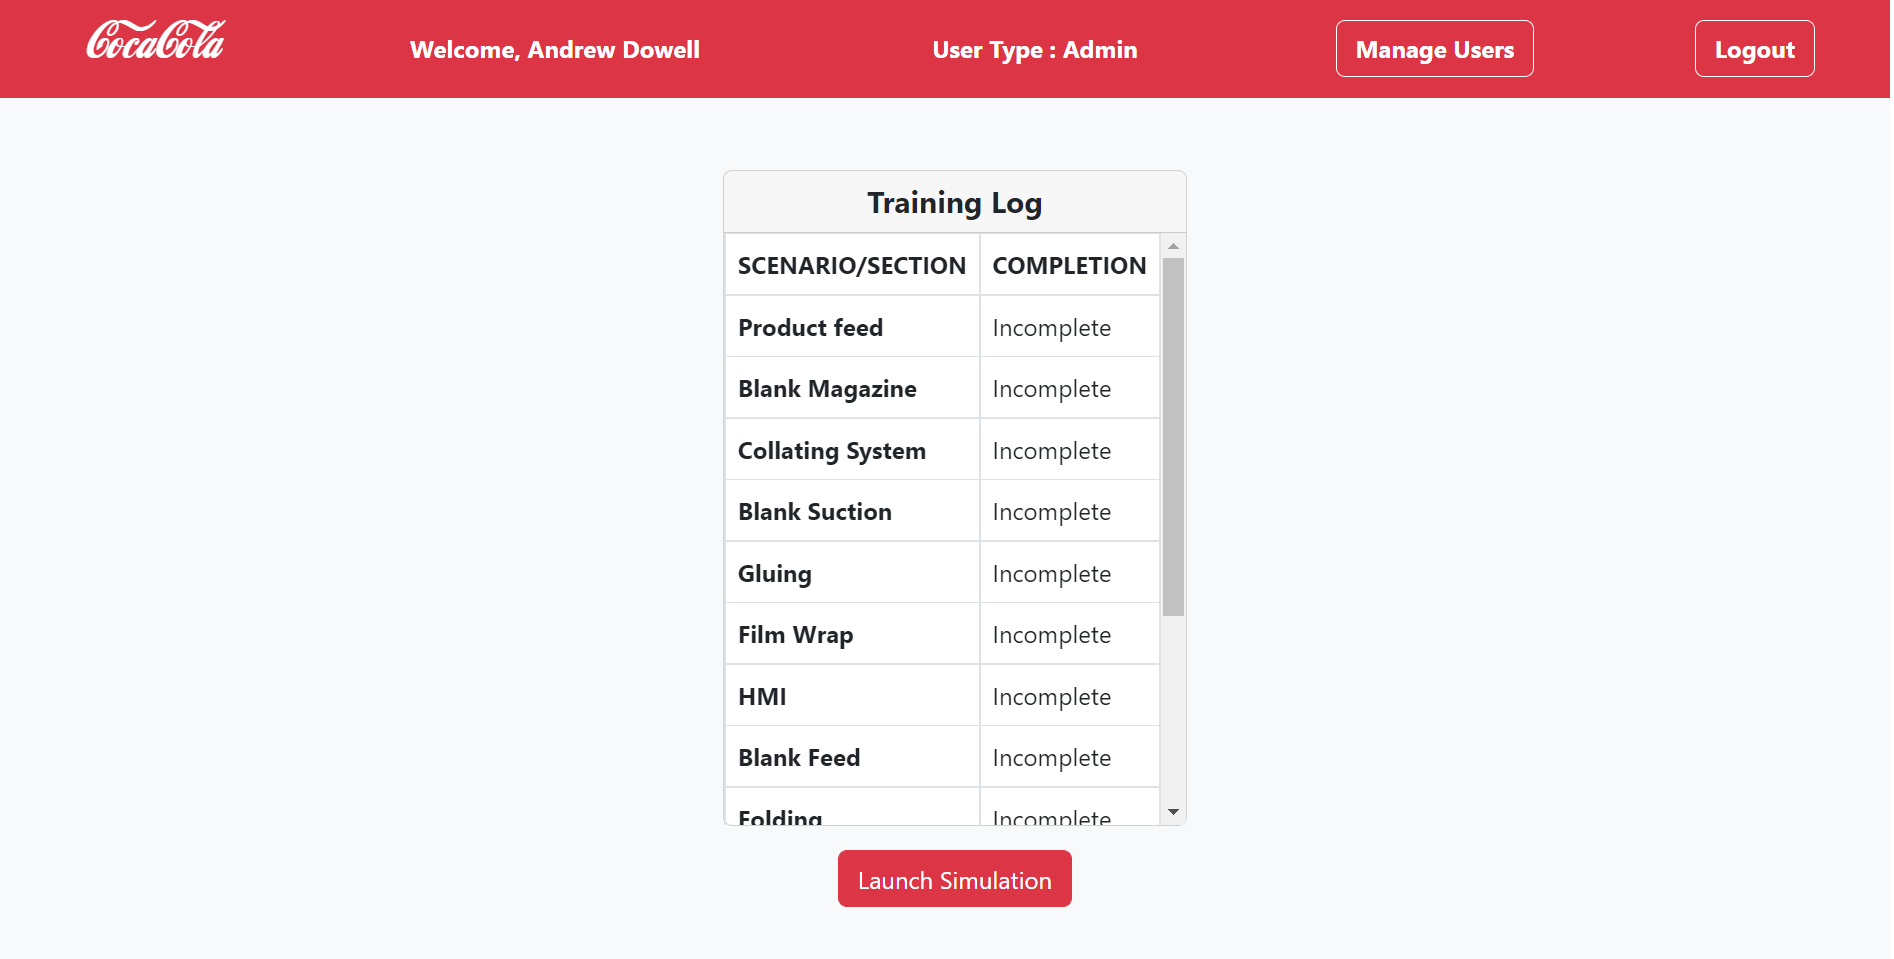 CocaCola Welcome, Andrew Dowell User Type : Admin Manage Users Logout
Training Log
SCENARIO/SECTION COMPLETION
Product feed Incomplete
Blank Magazine Incomplete
Collating System Incomplete
Blank Suction Incomplete
Gluing Incomplete
Film Wrap Incomplete
HMI Incomplete
Blank Feed Incomplete
Folding Incomplete
Launch Simulation